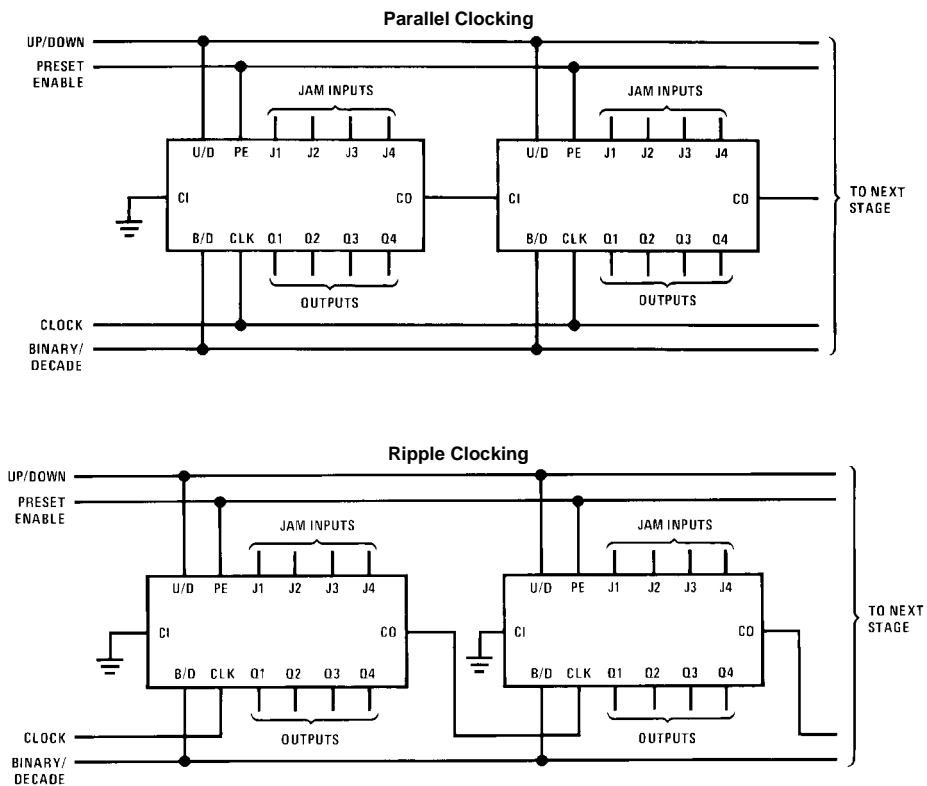 Parallel Clocking
UP/DOWN
PRESET
ENABLE
JAM INPUTS
JAM INPUTS
U/D PE J1 J2 J3 J4
U/D PE J1 J2 J3 J4
CI CO
CI CO
TO NEXT
STAGE
B/D CLK Q1 Q2 Q3 Q4
B/D CLK Q1 Q2 Q3 Q4
OUTPUTS
OUTPUTS
CLOCK
BINARY/
DECADE
Ripple Clocking
UP/DOWN
PRESET
ENABLE
JAM INPUTS
JAM INPUTS
U/D PE J1 J2 J3 J4
U/D PE J1 J2 J3 J4
CI CO
CI CO
TO NEXT
STAGE
B/D CLK Q1 Q2 Q3 Q4
B/D CLK Q1 Q2 Q3 Q4
OUTPUTS
OUTPUTS
CLOCK
BINARY/
DECADE